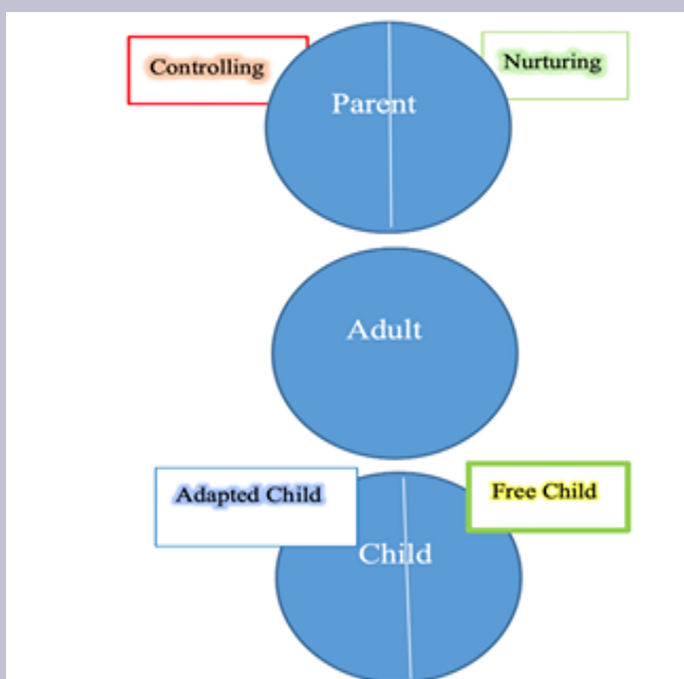 Controlling
Nurturing
Parent
Adult
Adapted Child
Free Child
Child